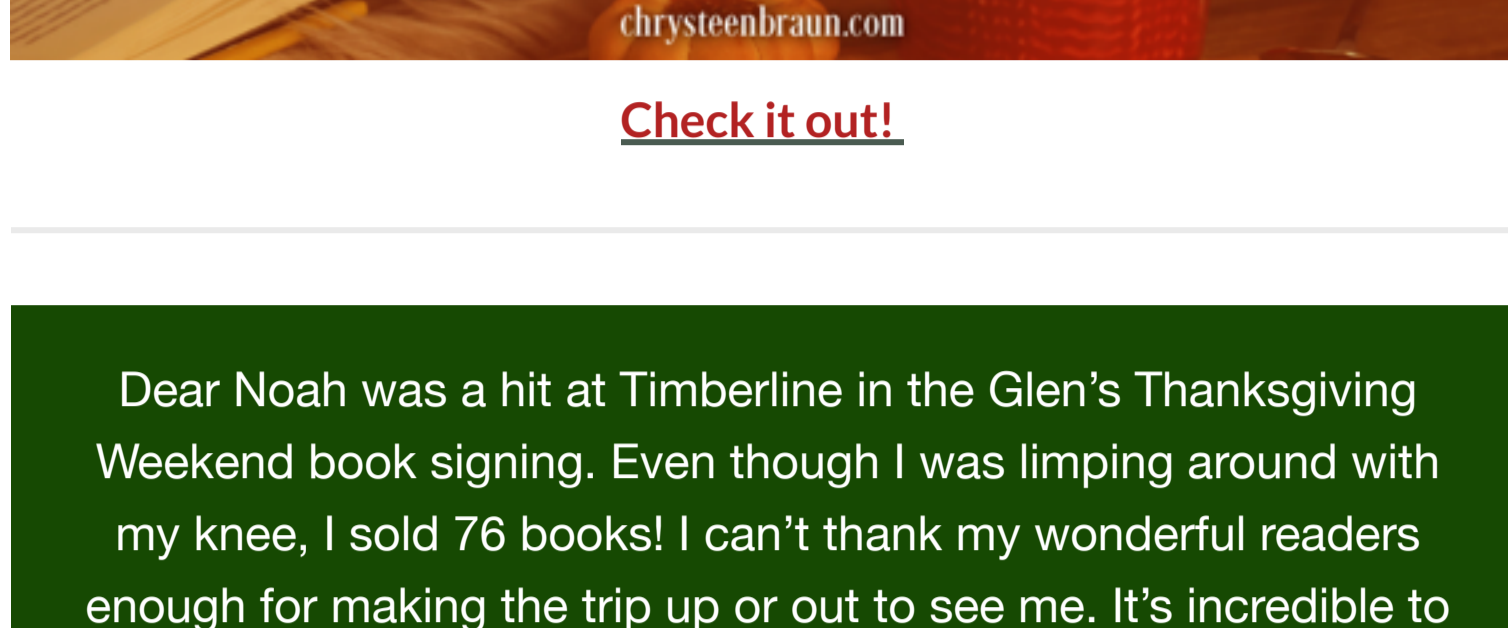 chrysteenbraun.com
Check it out!
Dear Noah was a hit at Timberline in the Glen’s Thanksgiving
Weekend book signing. Even though I was limping around with
my knee, I sold 76 books! I can’t thank my wonderful readers
enough for making the trip up or out to see me. It’s incredible to